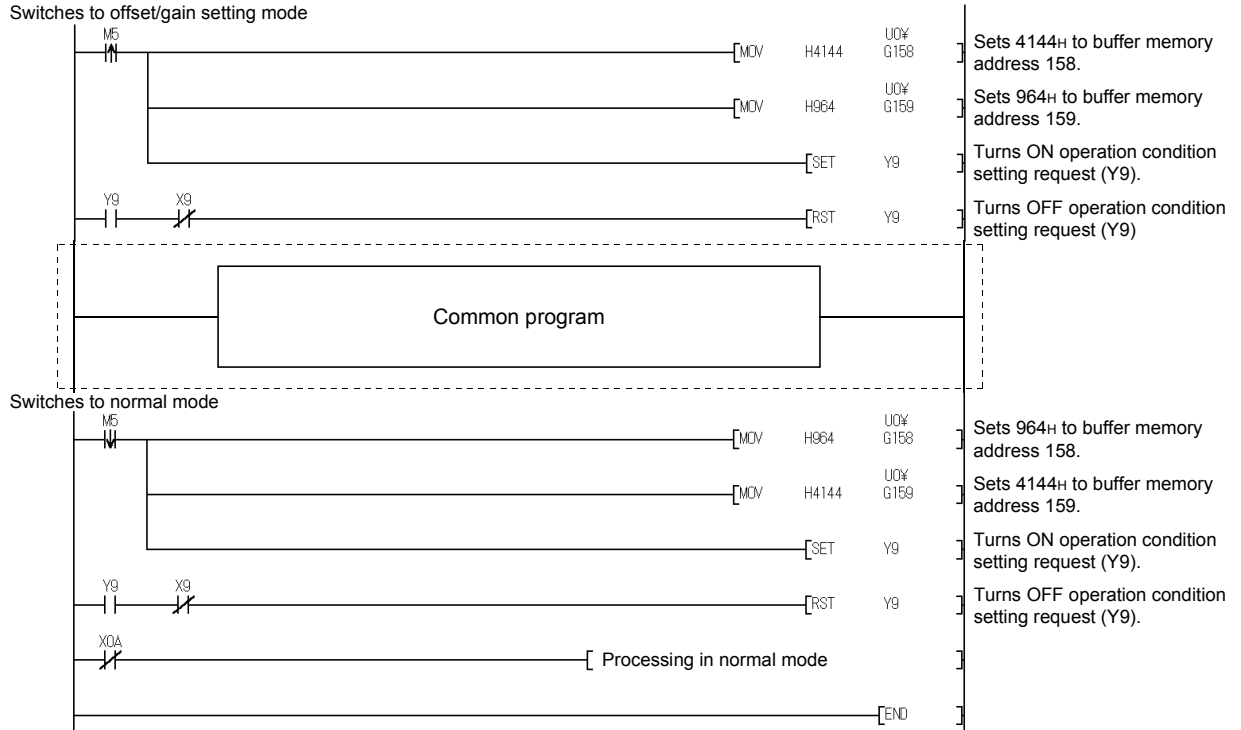 Switches to offset/gain setting mode
M5
MOV H4144 U0¥ G158
Sets 4144H to buffer memory
address 158.
MOV H964 U0¥ G159
Sets 964H to buffer memory
address 159.
SET Y9
Turns ON operation condition
setting request (Y9).
Y9 X9
RST Y9
Turns OFF operation condition
setting request (Y9)
Common program
Switches to normal mode
M5
MOV H964 U0¥ G158
Sets 964H to buffer memory
address 158.
MOV H4144 U0¥ G159
Sets 4144H to buffer memory
address 159.
SET Y9
Turns ON operation condition
setting request (Y9).
Y9 X9
RST Y9
Turns OFF operation condition
setting request (Y9).
X0A
Processing in normal mode
END